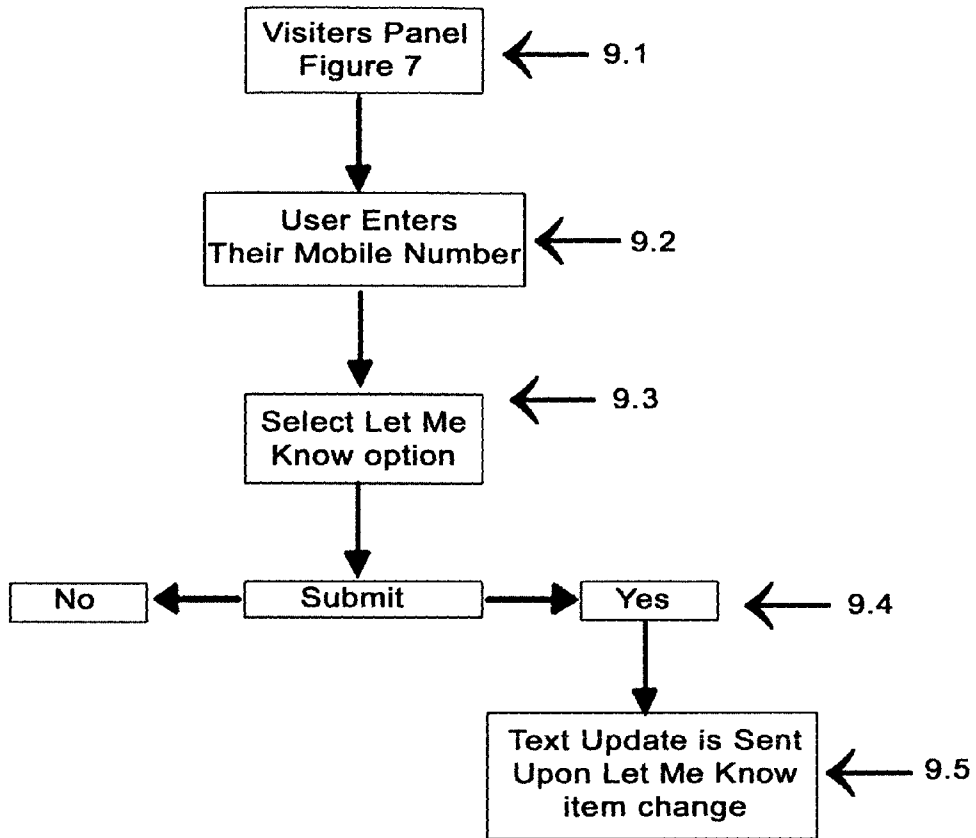 Visiters Panel
Figure 7
9.1
User Enters
Their Mobile Number
9.2
Select Let Me
Know option
9.3
No
Submit
Yes
9.4
Text Update is Sent
Upon Let Me Know
item change
9.5